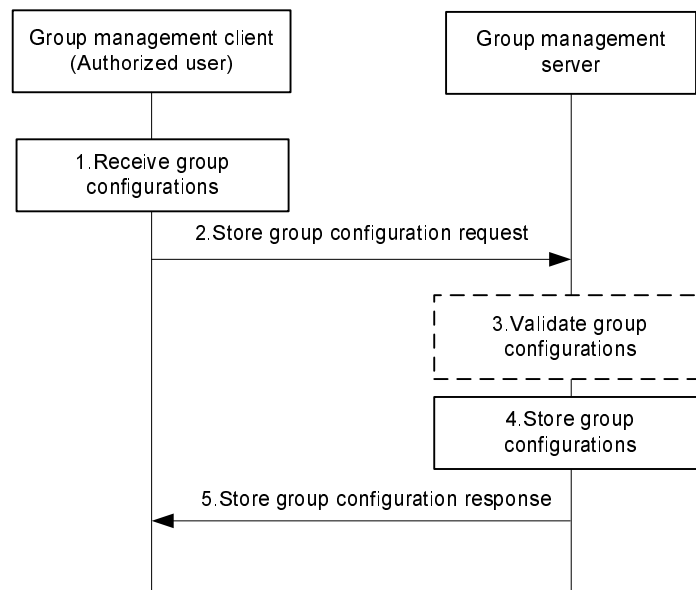 Group management client
(Authorized user)
Group management
server
1.Receive group
configurations
2.Store group configuration request
3.Validate group
configurations
4.Store group
configurations
5.Store group configuration response